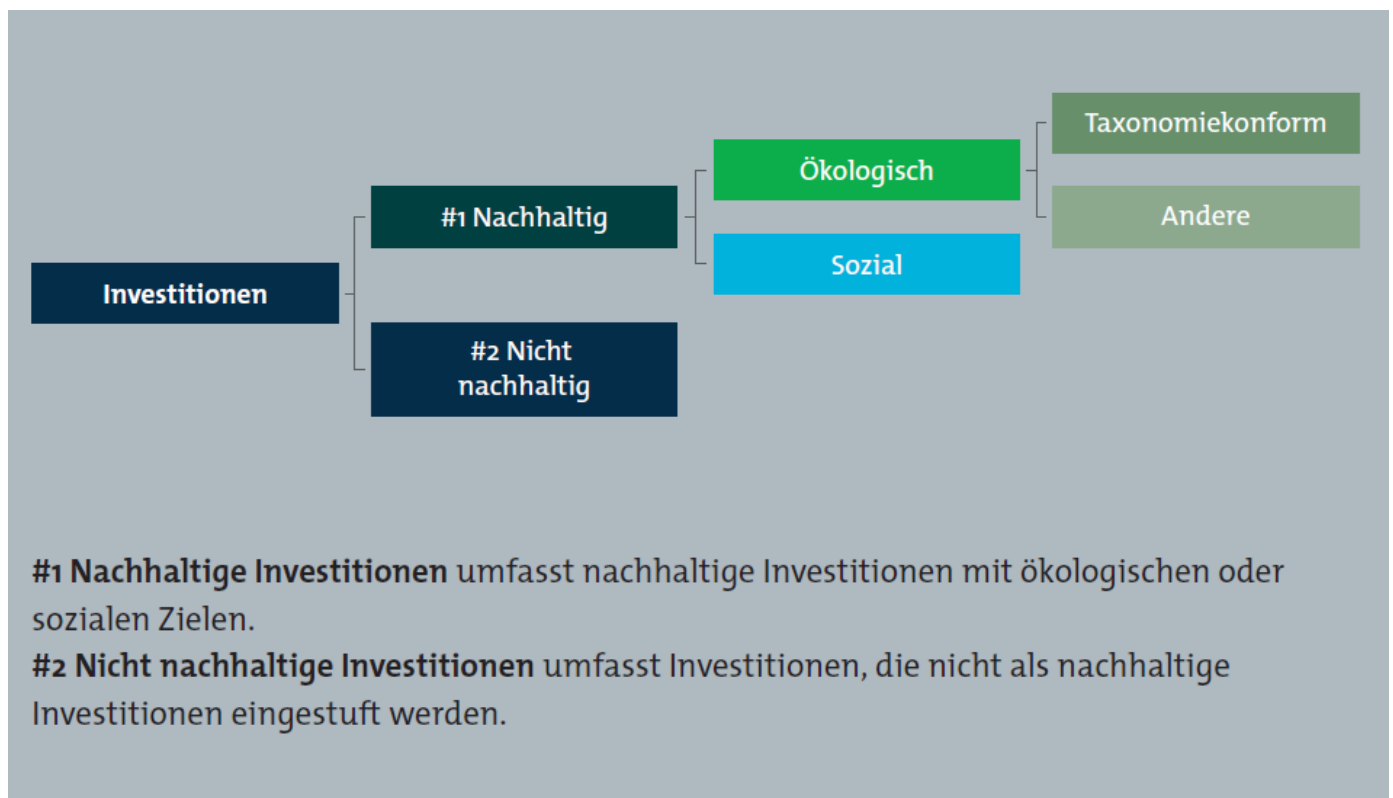 Taxonomiekonform
Ökologisch
Andere
#1 Nachhaltig
Sozial
Investitionen
#2 Nicht
nachhaltig
#1 Nachhaltige Investitionen umfasst nachhaltige Investitionen mit ökologischen oder
sozialen Zielen.
#2 Nicht nachhaltige Investitionen umfasst Investitionen, die nicht als nachhaltige
Investitionen eingestuft werden.